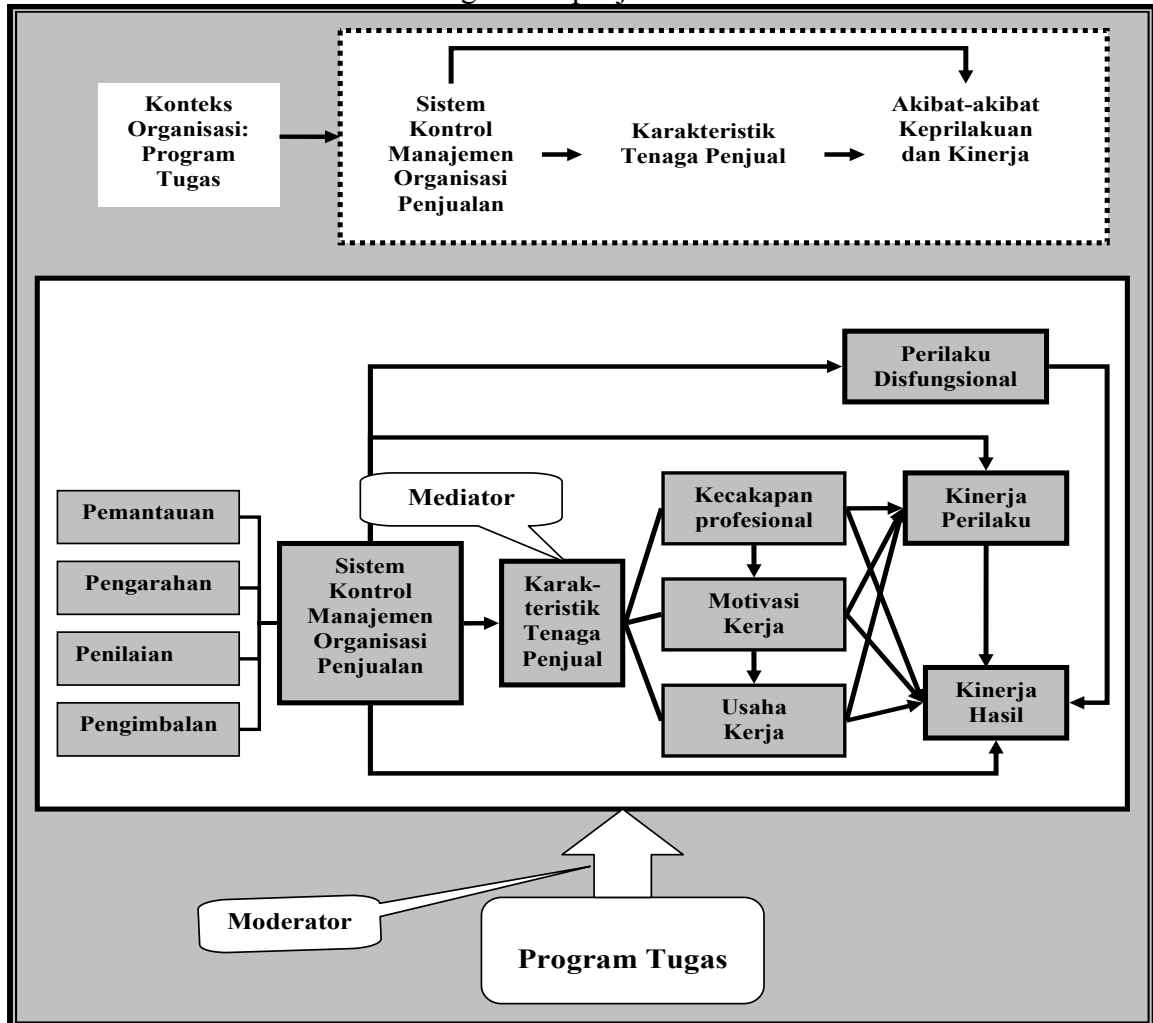 Konteks
Organisasi:
Program
Tugas
Sistem
Kontrol
Manajemen
Organisasi
Penjualan
Karakteristik
Tenaga Penjual
Akibat-akibat
Keprilakuan
dan Kinerja
Perilaku
Disfungsional
Pemantauan
Pengarahan
Penilaian
Pengimbalan
Sistem
Kontrol
Manajemen
Organisasi
Penjualan
Mediator
Karak-
teristik
Tenaga
Penjual
Kecakapan
profesional
Motivasi
Kerja
Usaha
Kerja
Kinerja
Perilaku
Kinerja
Hasil
Moderator
Program Tugas